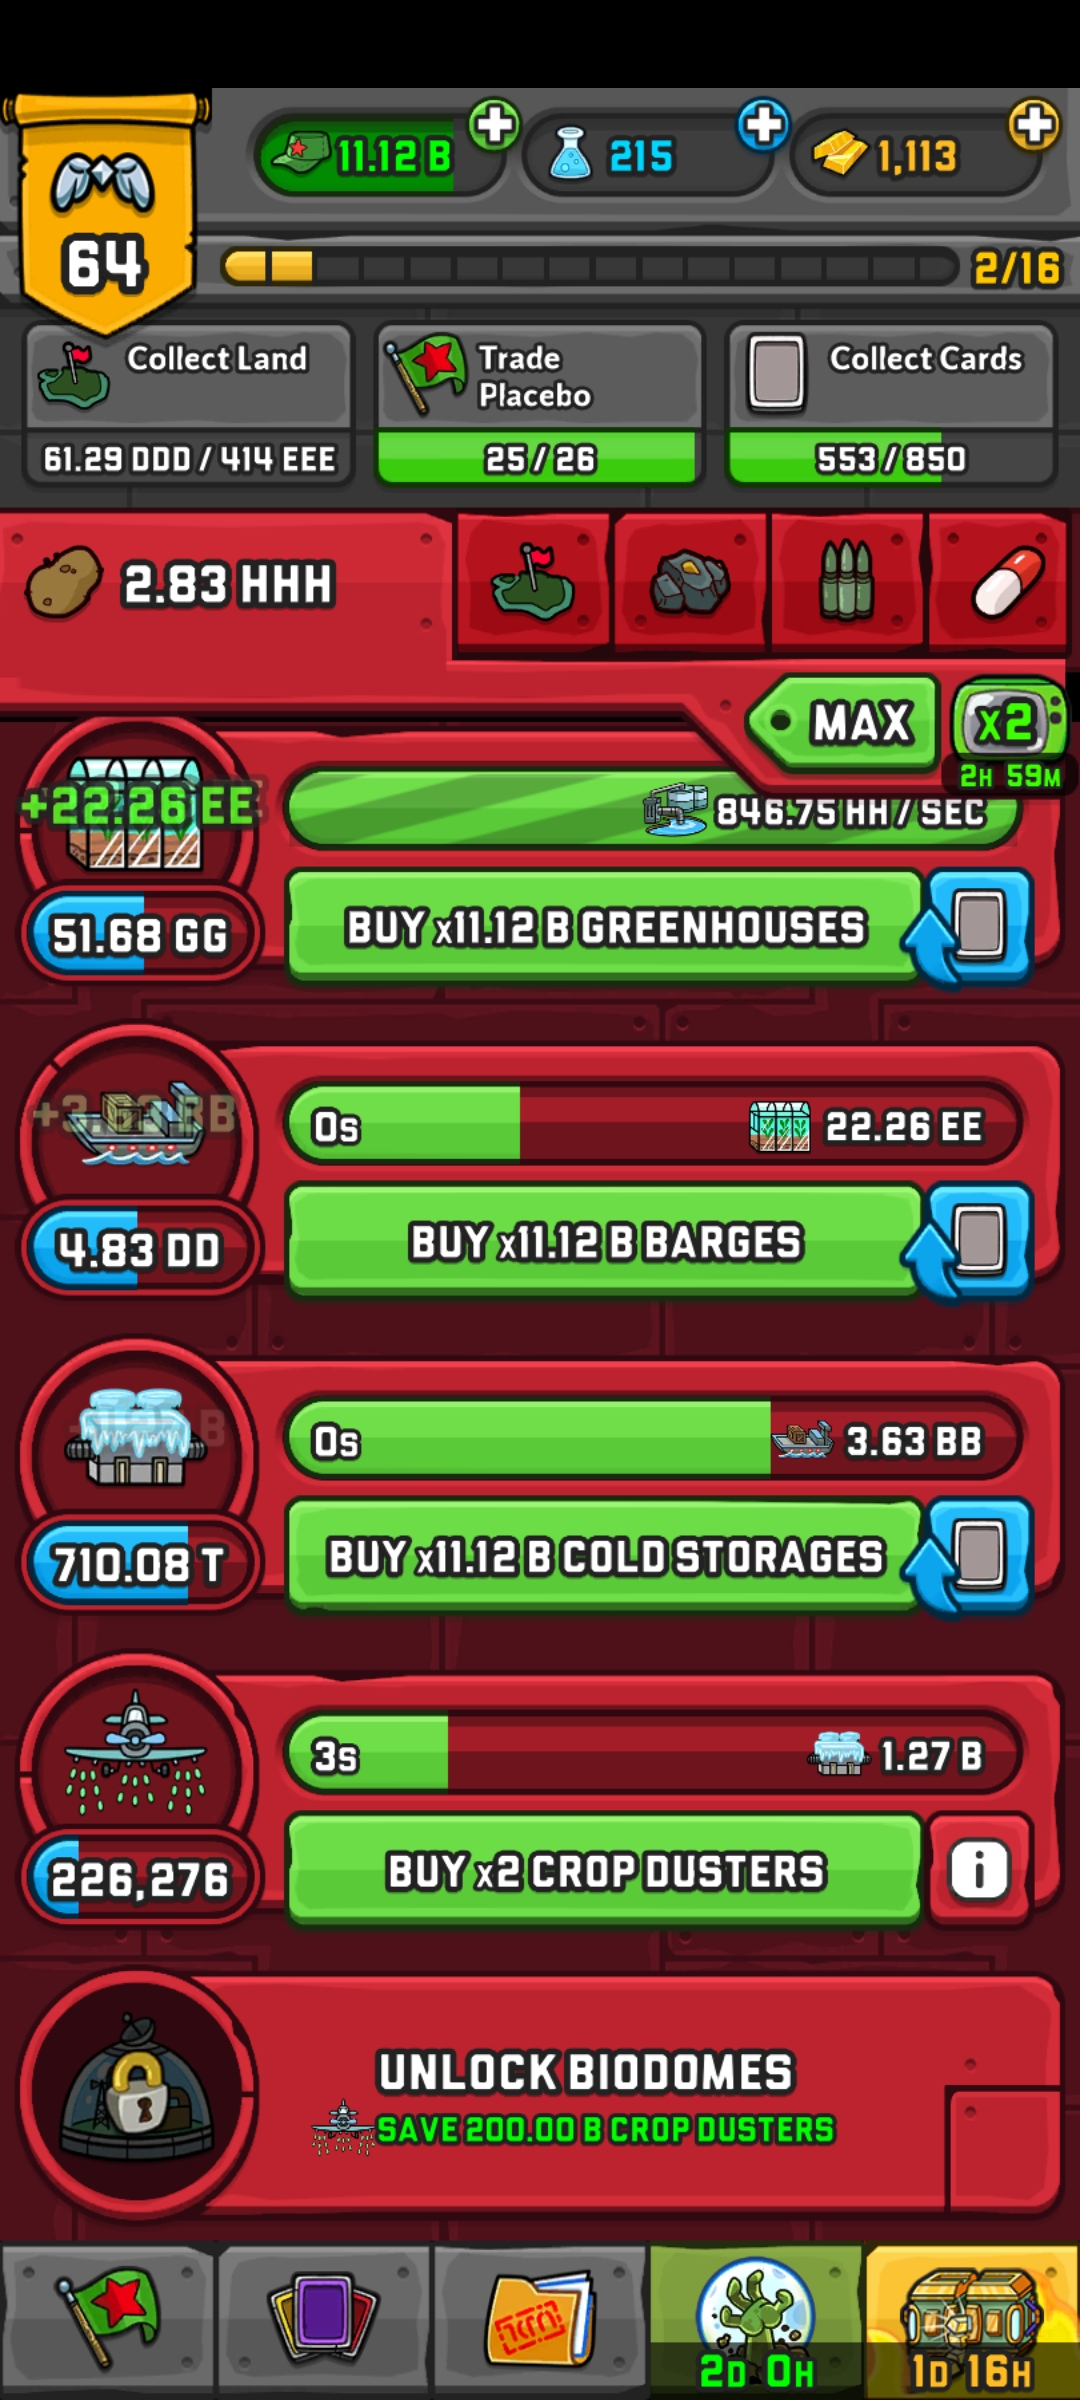 11.12 B
215
1,113
64
2/16
Collect Land
61.29 DDD / 414 EEE
Trade
Placebo
25 / 26
Collect Cards
553 / 850
2.83 HHH
MAX
x2
2H 59M
+22.26 EE
846.75 HH / SEC
51.68 GG
BUY x11.12 B GREENHOUSES
0s
22.26 EE
4.83 DD
BUY x11.12 B BARGES
0s
3.63 BB
710.08 T
BUY x11.12 B COLD STORAGES
3s
1.27 B
226,276
BUY x2 CROP DUSTERS
i
UNLOCK BIODOMES
SAVE 200.00 B CROP DUSTERS
2D 0H
1D 16H